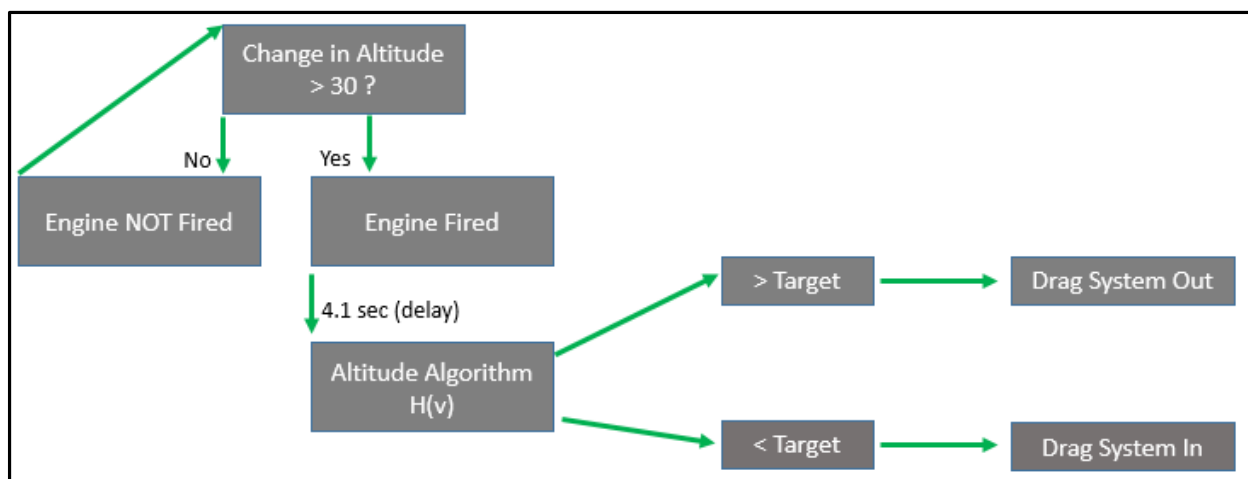 Change in Altitude
> 30 ?
No
Yes
Engine NOT Fired
Engine Fired
4.1 sec (delay)
> Target
Drag System Out
Altitude Algorithm
H(v)
< Target
Drag System In